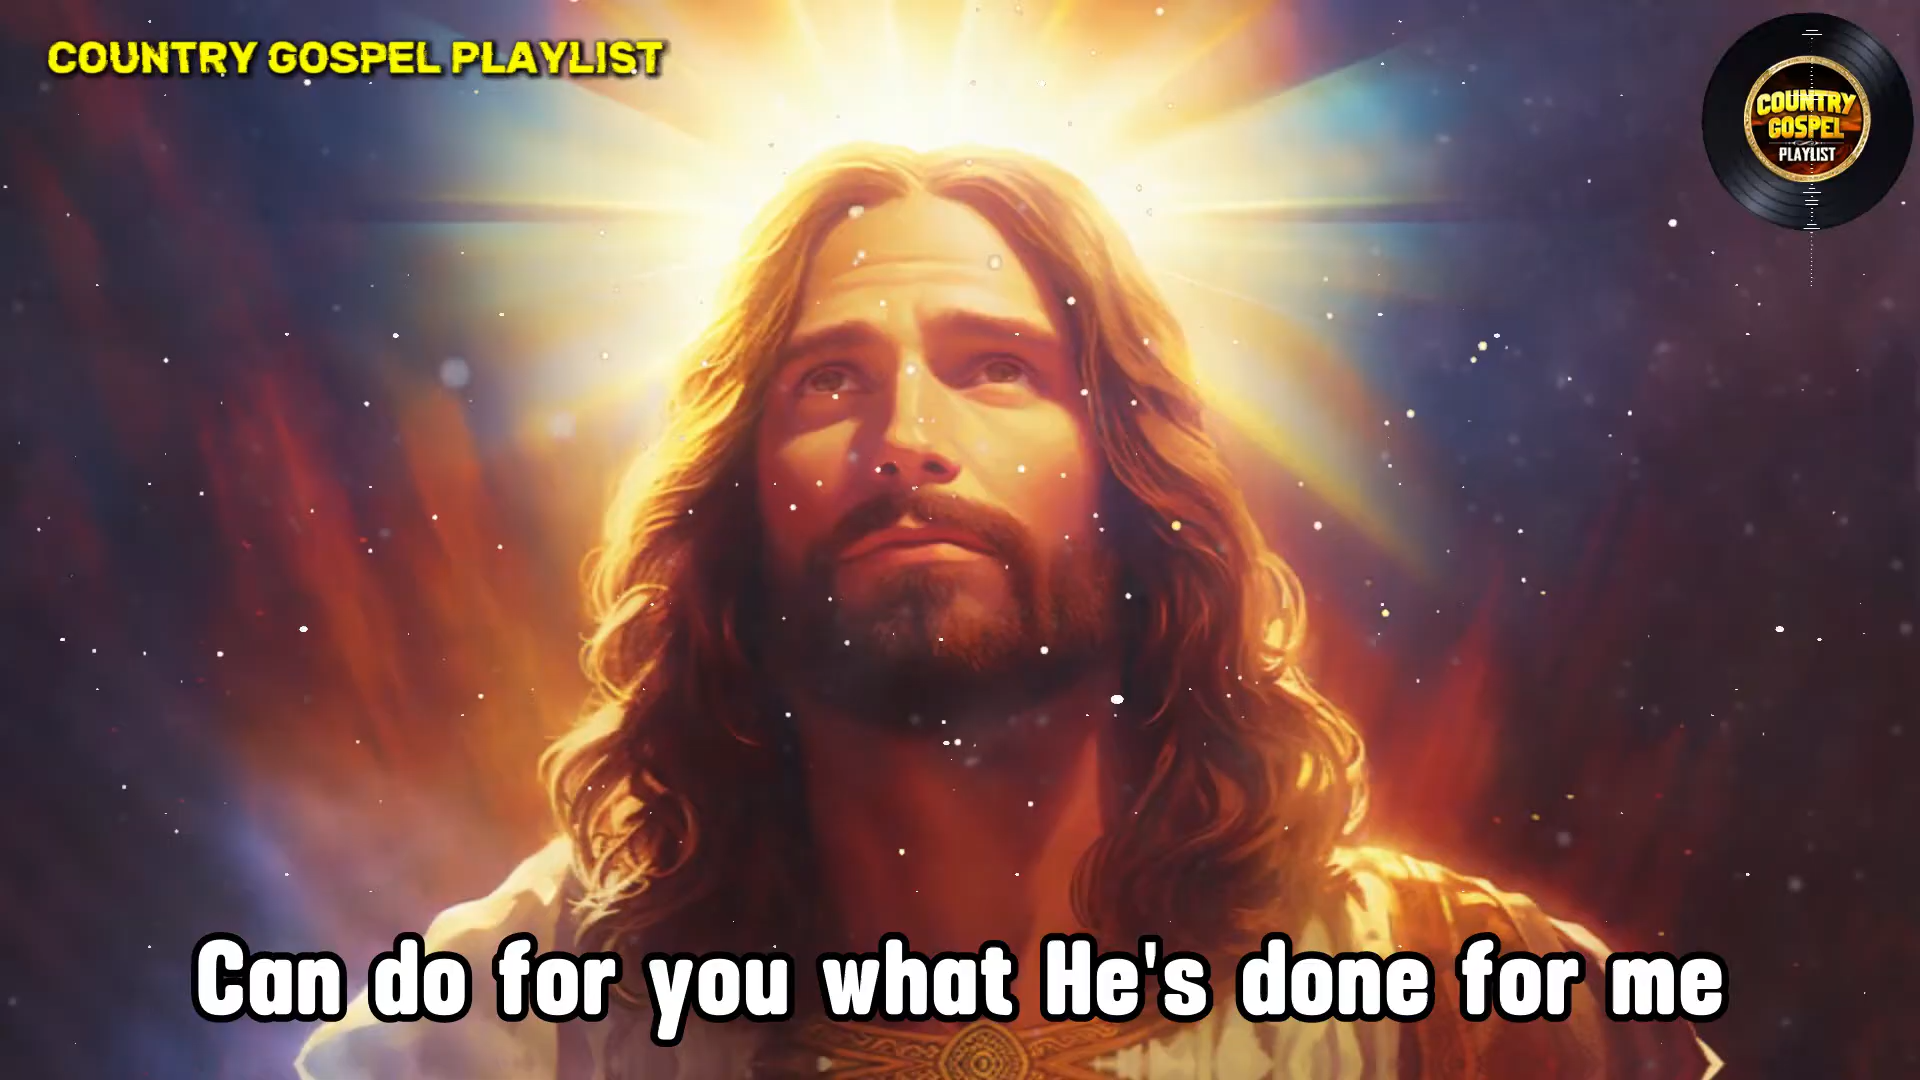 COUNTRY GOSPEL PLAYLIST
COUNTRY
GOSPEL
PLAYLIST
Can do for you what He's done for me